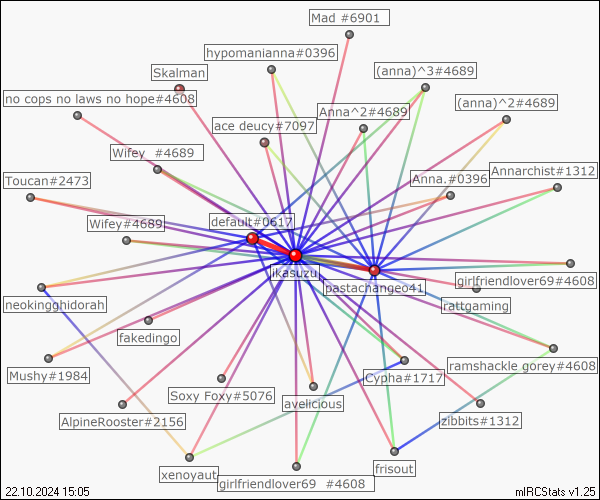 Mad #6901
hypomanianna#0396
Skalman
(anna)^3#4689
no cops no laws no hope#4608
(anna)^2#4689
Anna^2#4689
ace deucy#7097
Wifey  #4689
Toucan#2473
Anna.#0396
Annarchist#1312
default#0617
Wifey#4689
likasuzu
pastachangeo41
girlfriendlover69#4608
neokingghidorah
rattgaming
fakedingo
Mushy#1984
Cypha#1717
ramshackle gorey#4608
Soxy Foxy#5076
avelicious
AlpineRooster#2156
zibbits#1312
xenoyaut
frisout
girlfriendlover69  #4608
22.10.2024 15:05
mIRCStats v1.25